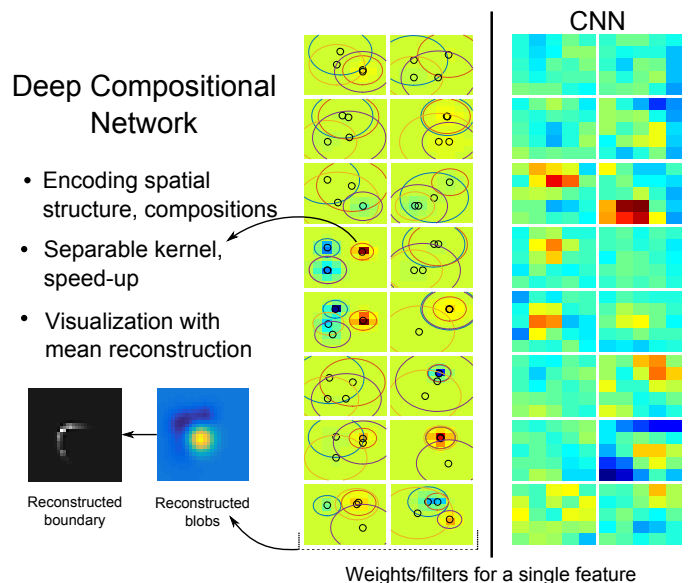 CNN
Deep Compositional
Network
• Encoding spatial
structure, compositions
• Separable kernel,
speed-up
• Visualization with
mean reconstruction
Reconstructed
boundary
Reconstructed
blobs
Weights/filters for a single feature